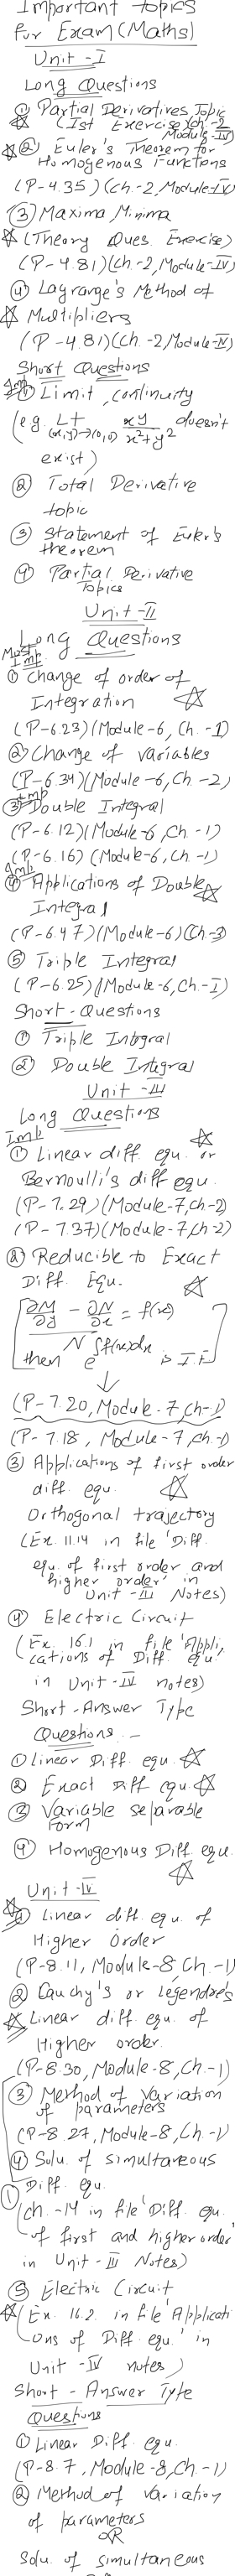 Important topics
for Exam (Maths)
Unit - I
Long Questions
① Partial Derivatives Topic
(Ist Exercise) (ch-2
Module-IV)
② Euler's Theorem for
Homogenous Functions
(P-4.35) (ch.-2, Module-IV)
③ Maxima, Minima
(Theory Ques. Exercise)
(P-4.81) (ch-2, Module-IV)
④ Lagrange's Method of
Multipliers
(P-4.81) (ch.-2, Module-IV)
Short Questions
Imp
① Limit, continuity
(e.g. Lt (x,y)→(0,0) xy/x²+y² doesn't
exist)
② Total Derivative
topic
③ Statement of Euler's
theorem
④ Partial Derivative
Topics
Unit - II
Long Questions
Most Imp
① Change of order of
Integration
(P-6.23) (Module-6, Ch.-1)
② Change of variables
(P-6.34) (Module-6, Ch.-2)
Imp
③ Double Integral
(P-6.12) (Module-6, Ch.-1)
(P-6.16) (Module-6, Ch.-1)
Imp
④ Applications of Double
Integral
(P-6.47) (Module-6) (Ch-3)
⑤ Triple Integral
(P-6.25) (Module-6, Ch.-I)
Short-Questions
① Triple Integral
② Double Integral
Unit - III
Long Questions
Imp
① Linear diff. equ. or
Bernoulli's diff equ.
(P-7.29) (Module-7, ch-2)
(P-7.37) (Module-7, ch-2)
② Reducible to Exact
Diff. Equ.
∂M/∂y - ∂N/∂x = f(x)
N
then e^∫f(x)dx is I.F.
↓
(P-7.20, Module-7, Ch-1)
(P-7.18, Module-7, Ch-1)
③ Applications of first order
diff. equ.
Orthogonal trajectory
(Ex. 11.14 in file 'Diff.
equ. of first order and
higher order' in
Unit-III Notes)
④ Electric Circuit
(Ex. 16.1 in file 'Appli
cations of Diff. equ.'
in Unit-IV notes)
Short-Answer Type
Questions -
① Linear Diff. equ.
② Exact Diff equ.
③ Variable separable
Form
④ Homogenous Diff. equ.
Unit - IV
① Linear diff. equ. of
Higher Order
(P-8.11, Module-8, Ch.-1)
② Cauchy's or legendre's
Linear diff. equ. of
Higher order.
(P-8.30, Module-8, Ch.-1)
③ Method of Variation
of parameters
(P-8.27, Module-8, Ch-1)
④ Solu. of simultaneous
Diff. equ.
(ch.-14 in file 'Diff. equ.
of first and higher order'
in Unit-III Notes)
⑤ Electric Circuit
(Ex. 16.2 in file 'Applicati
ons of Diff. equ.' in
Unit-IV notes)
Short-Answer Type
Questions
① Linear Diff. equ.
(P-8.7, Module-8, Ch.-1)
② Method of Variation
of parameters
OR
Solu. of simultaneous